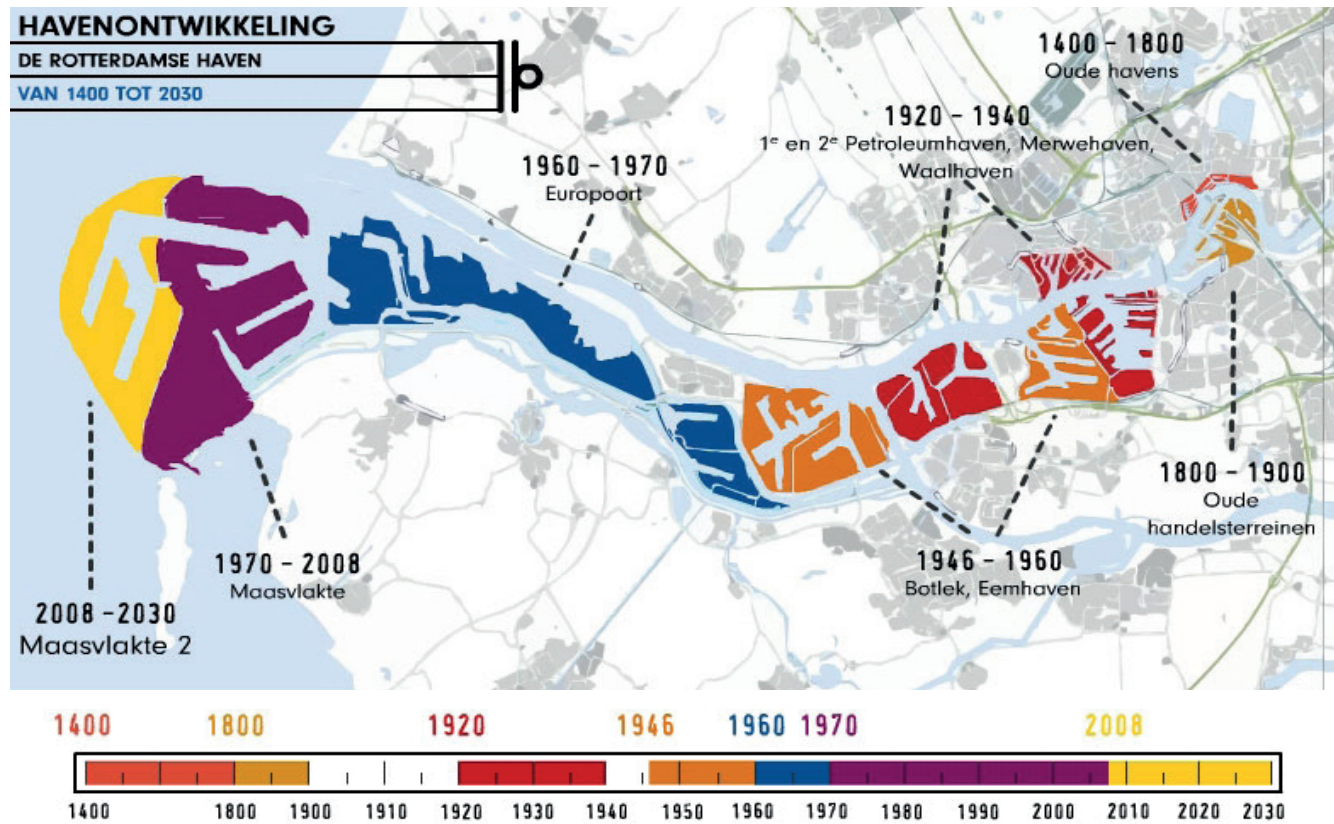 HAVENONTWIKKELING
DE ROTTERDAMSE HAVEN
VAN 1400 TOT 2030
1400 – 1800
Oude havens
1920 – 1940
1e en 2e Petroleumhaven, Merwehaven,
Waalhaven
1960 – 1970
Europoort
1800 – 1900
Oude
handelsterreinen
1946 – 1960
Botlek, Eemhaven
1970 – 2008
Maasvlakte
2008 –2030
Maasvlakte 2
1400 1800 1920 1946 1960 1970 2008
1400 1800 1900 1910 1920 1930 1940 1950 1960 1970 1980 1990 2000 2010 2020 2030